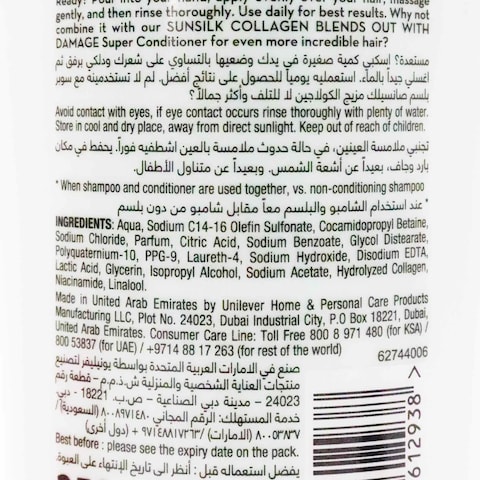 Ready? Pour into your hand, apply evenly over your hair, massage
gently, and then rinse thoroughly. Use daily for best results. Why not
combine it with our SUNSILK COLLAGEN BLENDS OUT WITH
DAMAGE Super Conditioner for even more incredible hair?
مستعدة؟ إسكبي كمية صغيرة في يدك وضعيها بالتساوي على شعرك ودلكي برفق ثم
اغسلي جيداً بالماء. استعمليه يومياً للحصول على نتائج أفضل. لم لا تستخدمينه مع سوبر
بلسم صانسيلك مزيج الكولاجين لا للتلف وأكثر جمالاً؟
Avoid contact with eyes, if eye contact occurs rinse thoroughly with plenty of water.
Store in cool and dry place, away from direct sunlight. Keep out of reach of children.
تجنبي ملامسة العينين، في حالة حدوث ملامسة بالعين اشطفيه فوراً. يحفظ في مكان
بارد وجاف، بعيداً عن أشعة الشمس. وبعيداً عن متناول الأطفال.
* When shampoo and conditioner are used together, vs. non-conditioning shampoo
* عند استخدام الشامبو والبلسم معاً مقابل شامبو من دون بلسم
INGREDIENTS: Aqua, Sodium C14-16 Olefin Sulfonate, Cocamidopropyl Betaine,
Sodium Chloride, Parfum, Citric Acid, Sodium Benzoate, Glycol Distearate,
Polyquaternium-10, PPG-9, Laureth-4, Sodium Hydroxide, Disodium EDTA,
Lactic Acid, Glycerin, Isopropyl Alcohol, Sodium Acetate, Hydrolyzed Collagen,
Niacinamide, Linalool.
Made in United Arab Emirates by Unilever Home & Personal Care Products
Manufacturing LLC, Plot No. 24023, Dubai Industrial City, P.O. Box 18221, Dubai,
United Arab Emirates. Consumer Care Line: Toll Free 800 8 971 480 (for KSA) /
800 53837 (for UAE) / +9714 88 17 263 (for rest of the world)
62744006
صنع في الامارات العربية المتحدة بواسطة يونيليفر لتصنيع
منتجات العناية الشخصية والمنزلية ش.ذ.م.م - قطعة رقم
24023 - مدينة دبي الصناعية - ص.ب. 18221 - دبي.
خدمة المستهلك: الرقم المجاني ٨٠٠٨٩٧١٤٨٠ (السعودية) /
٨٠٠٥٣٨٣٧ (الامارات) /٩٧١٤٨٨١٧٢٦٣ + (دول أخرى)
Best before : please see the expiry date on the pack.
يفضل استعماله قبل : أنظر الى تاريخ الإنتهاء على العبوة.
612938 >